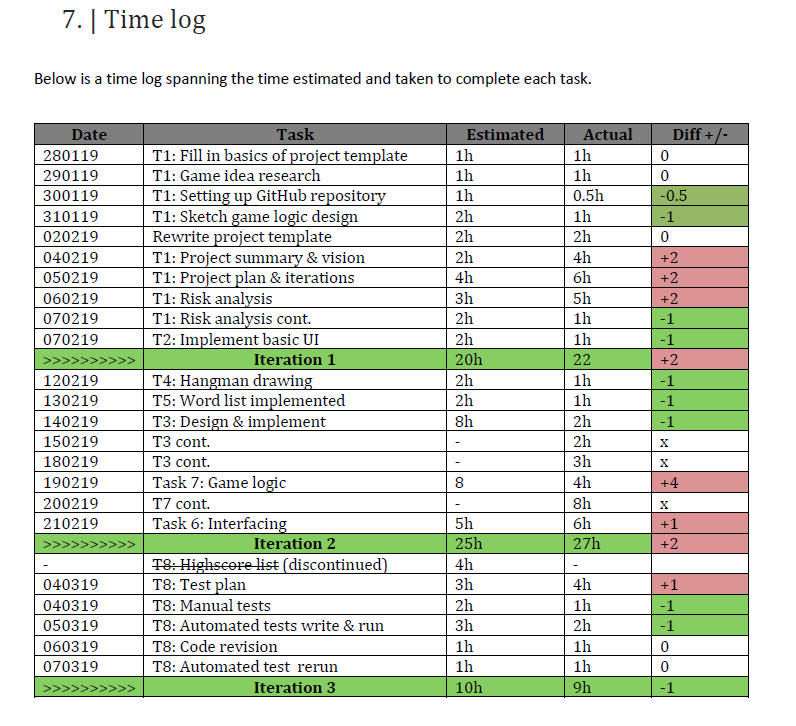 7. | Time log
Below is a time log spanning the time estimated and taken to complete each task.
Date Task Estimated Actual Diff +/-
280119 T1: Fill in basics of project template 1h 1h 0
290119 T1: Game idea research 1h 1h 0
300119 T1: Setting up GitHub repository 1h 0.5h -0.5
310119 T1: Sketch game logic design 2h 1h -1
020219 Rewrite project template 2h 2h 0
040219 T1: Project summary & vision 2h 4h +2
050219 T1: Project plan & iterations 4h 6h +2
060219 T1: Risk analysis 3h 5h +2
070219 T1: Risk analysis cont. 2h 1h -1
070219 T2: Implement basic UI 2h 1h -1
>>>>>>>>>> Iteration 1 20h 22 +2
120219 T4: Hangman drawing 2h 1h -1
130219 T5: Word list implemented 2h 1h -1
140219 T3: Design & implement 8h 2h -1
150219 T3 cont. - 2h x
180219 T3 cont. - 3h x
190219 Task 7: Game logic 8 4h +4
200219 T7 cont. - 8h x
210219 Task 6: Interfacing 5h 6h +1
>>>>>>>>>> Iteration 2 25h 27h +2
- T8: Highscore list (discontinued) 4h -
040319 T8: Test plan 3h 4h +1
040319 T8: Manual tests 2h 1h -1
050319 T8: Automated tests write & run 3h 2h -1
060319 T8: Code revision 1h 1h 0
070319 T8: Automated test rerun 1h 1h 0
>>>>>>>>>> Iteration 3 10h 9h -1